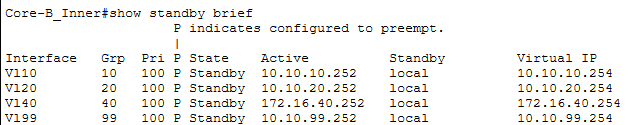 Core-B_Inner#show standby brief
                     P indicates configured to preempt.
                     |
Interface   Grp  Pri P State   Active          Standby         Virtual IP
Vl10        10   100 P Standby 10.10.10.252    local           10.10.10.254
Vl20        20   100 P Standby 10.10.20.252    local           10.10.20.254
Vl40        40   100 P Standby 172.16.40.252   local           172.16.40.254
Vl99        99   100 P Standby 10.10.99.252    local           10.10.99.254